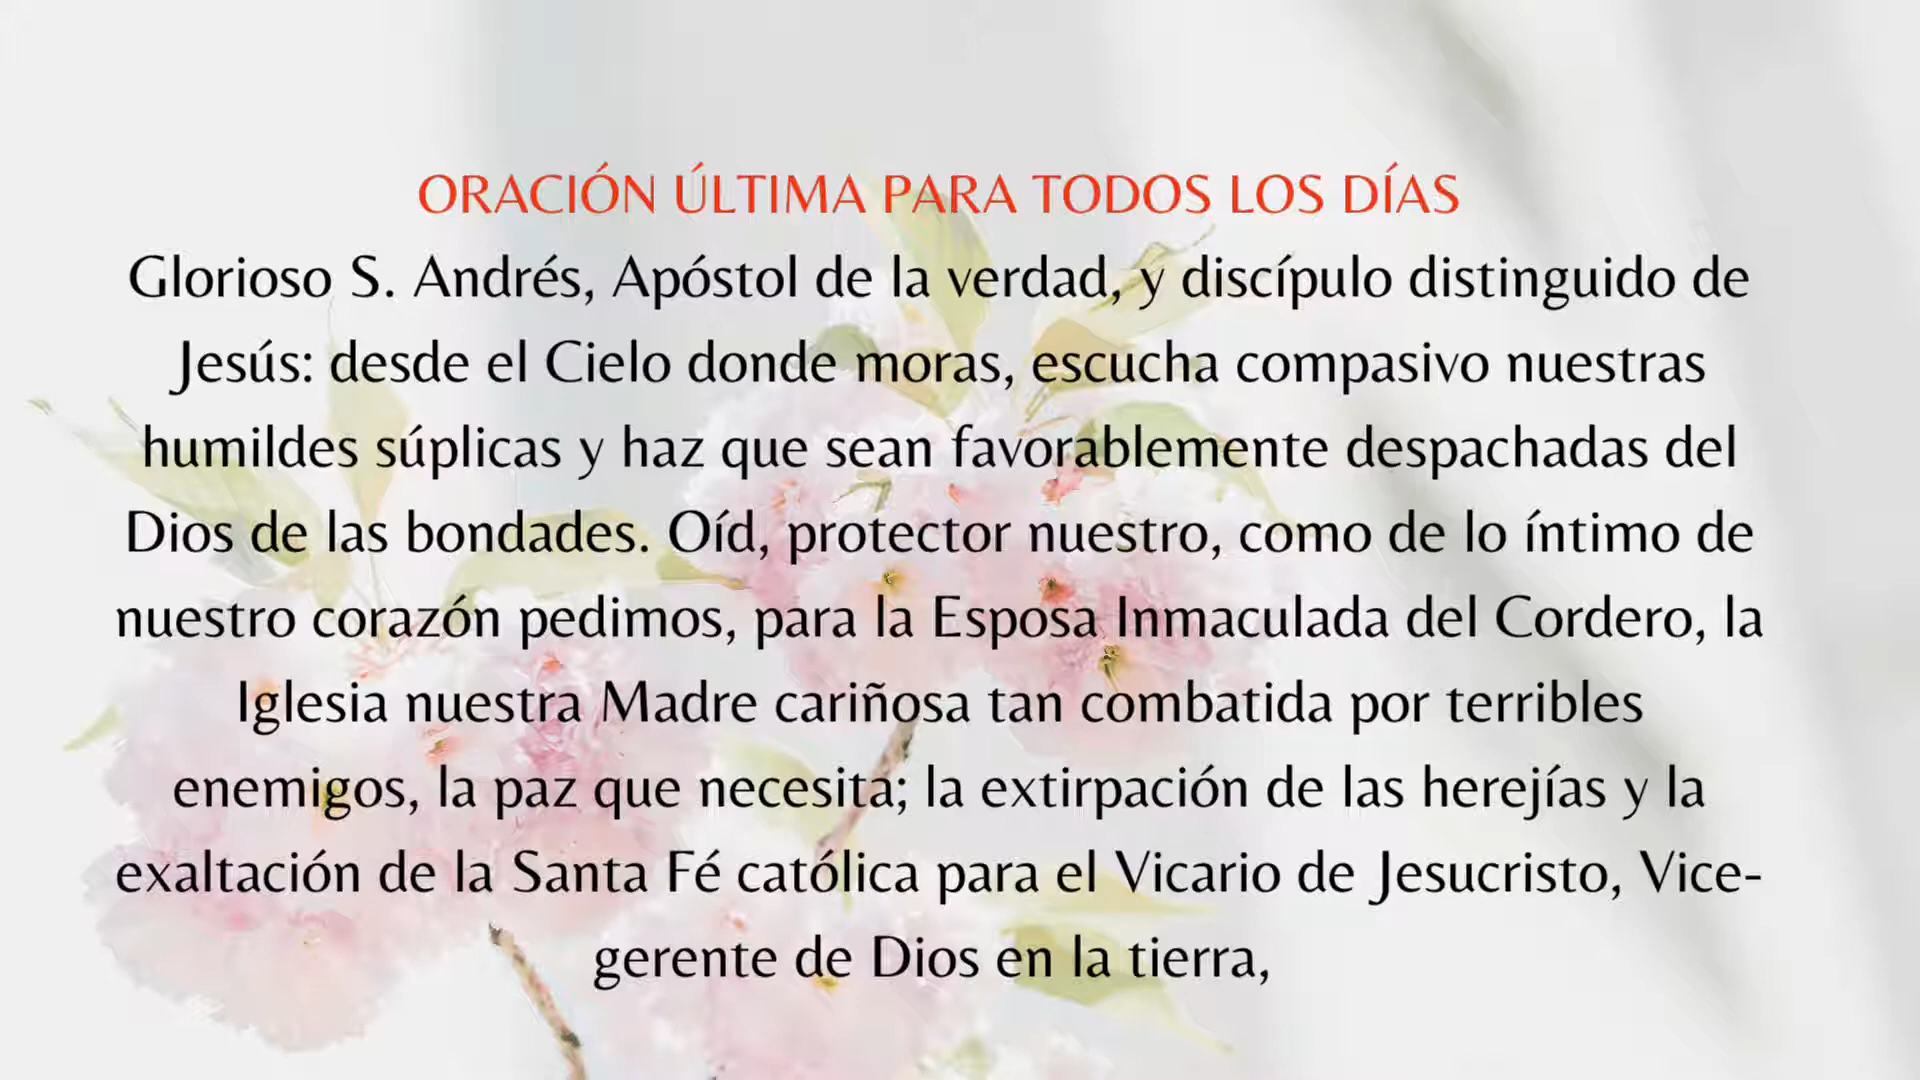 ORACIÓN ÚLTIMA PARA TODOS LOS DÍAS
Glorioso S. Andrés, Apóstol de la verdad, y discípulo distinguido de
Jesús: desde el Cielo donde moras, escucha compasivo nuestras
humildes súplicas y haz que sean favorablemente despachadas del
Dios de las bondades. Oíd, protector nuestro, como de lo íntimo de
nuestro corazón pedimos, para la Esposa Inmaculada del Cordero, la
Iglesia nuestra Madre cariñosa tan combatida por terribles
enemigos, la paz que necesita; la extirpación de las herejías y la
exaltación de la Santa Fé católica para el Vicario de Jesucristo, Vice-
gerente de Dios en la tierra,